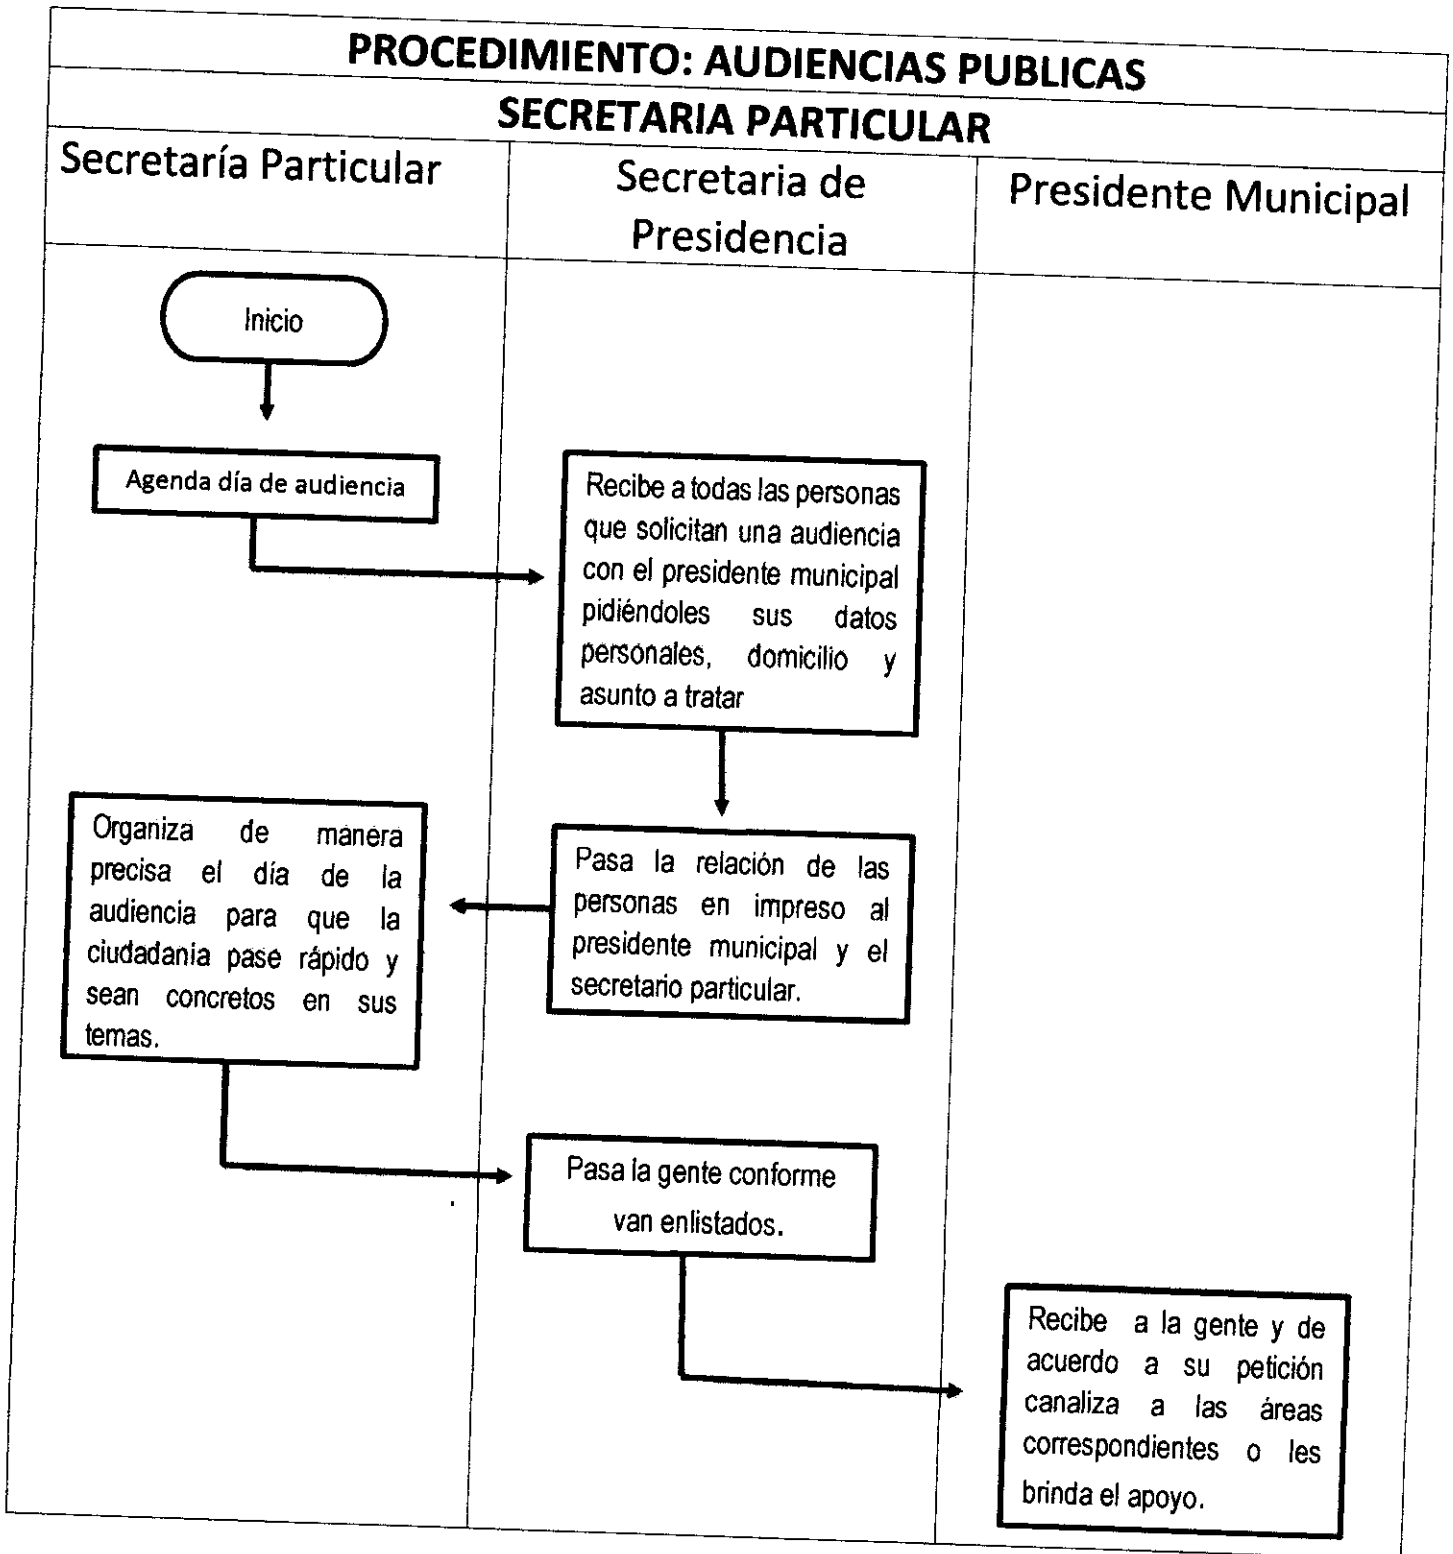 PROCEDIMIENTO: AUDIENCIAS PUBLICAS
SECRETARIA PARTICULAR
Secretaría Particular
Secretaria de
Presidencia
Presidente Municipal
Inicio
Agenda día de audiencia
Recibe a todas las personas
que solicitan una audiencia
con el presidente municipal
pidiéndoles sus datos
personales, domicilio y
asunto a tratar
Pasa la relación de las
personas en impreso al
presidente municipal y el
secretario particular.
Organiza de manera
precisa el día de la
audiencia para que la
ciudadanía pase rápido y
sean concretos en sus
temas.
Pasa la gente conforme
van enlistados.
Recibe a la gente y de
acuerdo a su petición
canaliza a las áreas
correspondientes o les
brinda el apoyo.